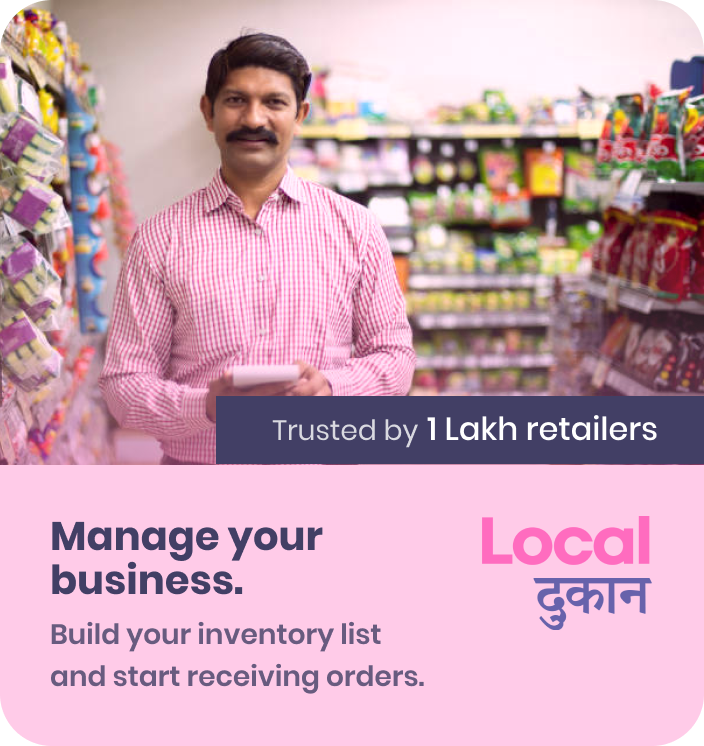 Trusted by 1 Lakh retailers
Manage your
business.
Build your inventory list
and start receiving orders.
Local
दुकान